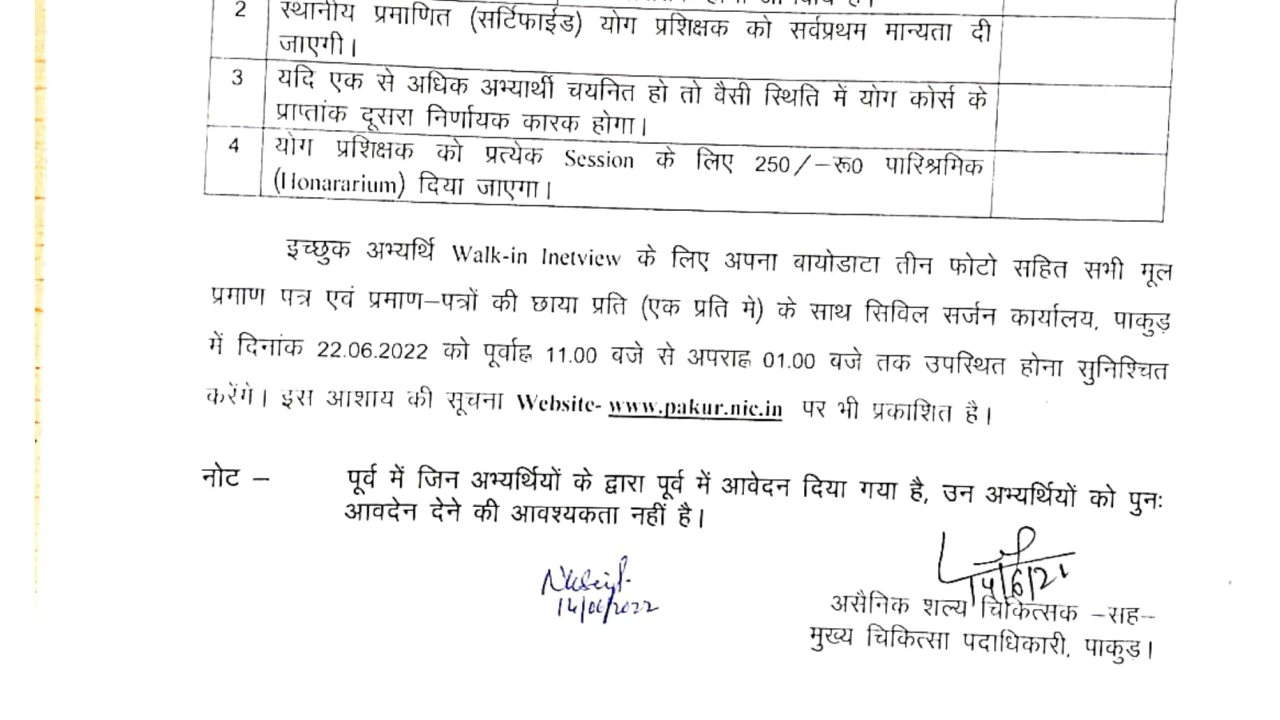 2 स्थानीय प्रमाणित (सर्टिफाईड) योग प्रशिक्षक को सर्वप्रथम मान्यता दी
जाएगी।
3 यदि एक से अधिक अभ्यार्थी चयनित हो तो वैसी स्थिति में योग कोर्स के
प्राप्तांक दूसरा निर्णायक कारक होगा।
4 योग प्रशिक्षक को प्रत्येक Session के लिए 250/-रू0 पारिश्रमिक
(Honararium) दिया जाएगा।
इच्छुक अभ्यर्थि Walk-in Inetview के लिए अपना बायोडाटा तीन फोटो सहित सभी मूल
प्रमाण पत्र एवं प्रमाण-पत्रों की छाया प्रति (एक प्रति मे) के साथ सिविल सर्जन कार्यालय, पाकुड़
में दिनांक 22.06.2022 को पूर्वाह्न 11.00 बजे से अपराह्न 01.00 बजे तक उपस्थित होना सुनिश्चित
करेंगे। इस आशाय की सूचना Website- www.pakur.nic.in पर भी प्रकाशित है।
नोट - पूर्व में जिन अभ्यर्थियों के द्वारा पूर्व में आवेदन दिया गया है, उन अभ्यर्थियों को पुनः
आवदेन देने की आवश्यकता नहीं है।
14/06/2022
असैनिक शल्य चिकित्सक -सह-
मुख्य चिकित्सा पदाधिकारी, पाकुड़।